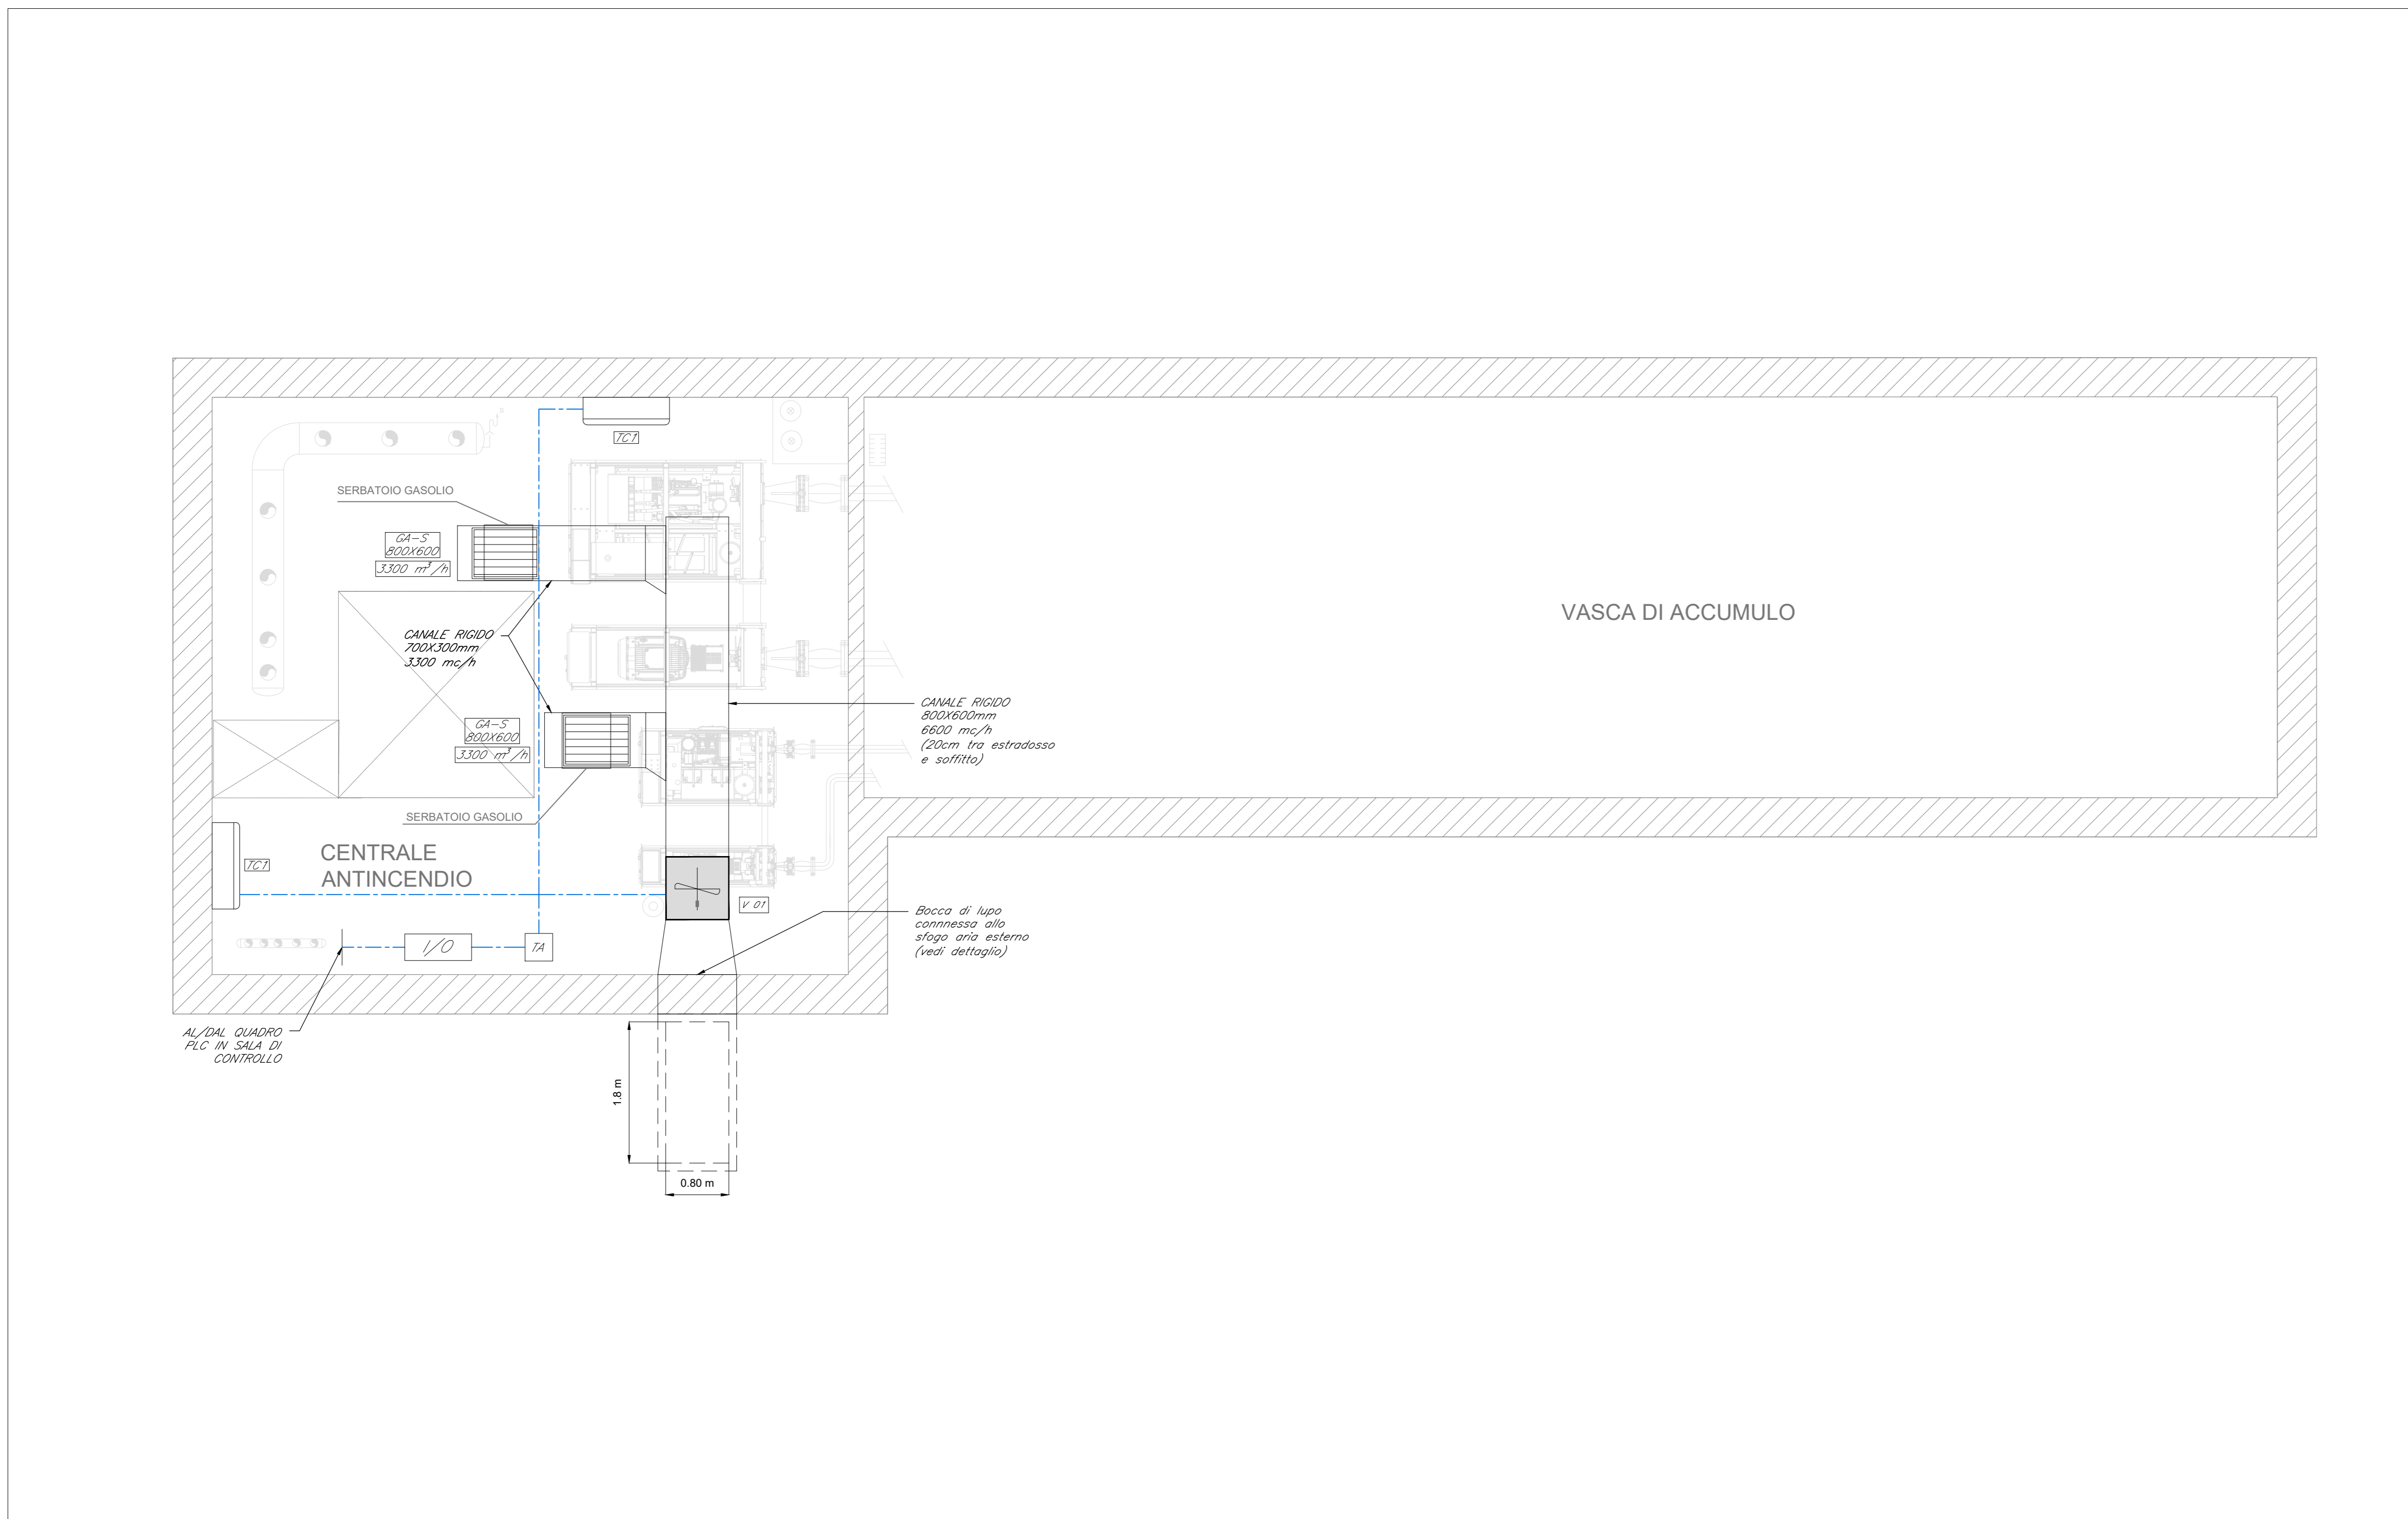 TC1
SERBATOIO GASOLIO
GA-S
800X600
3300 m³/h
VASCA DI ACCUMULO
CANALE RIGIDO
700X300mm
3300 mc/h
CANALE RIGIDO
800X600mm
6600 mc/h
(20cm tra estradosso
e soffitto)
GA-S
800X600
3300 m³/h
SERBATOIO GASOLIO
CENTRALE
ANTINCENDIO
TC1
V 01
Bocca di lupo
connnessa allo
sfogo aria esterno
(vedi dettaglio)
I/O
TA
AL/DAL QUADRO
PLC IN SALA DI
CONTROLLO
1.8 m
0.80 m